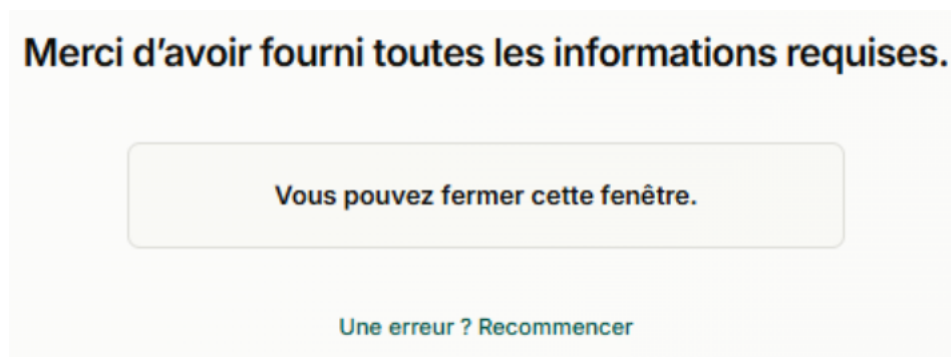 Merci d’avoir fourni toutes les informations requises.
Vous pouvez fermer cette fenêtre.
Une erreur ? Recommencer